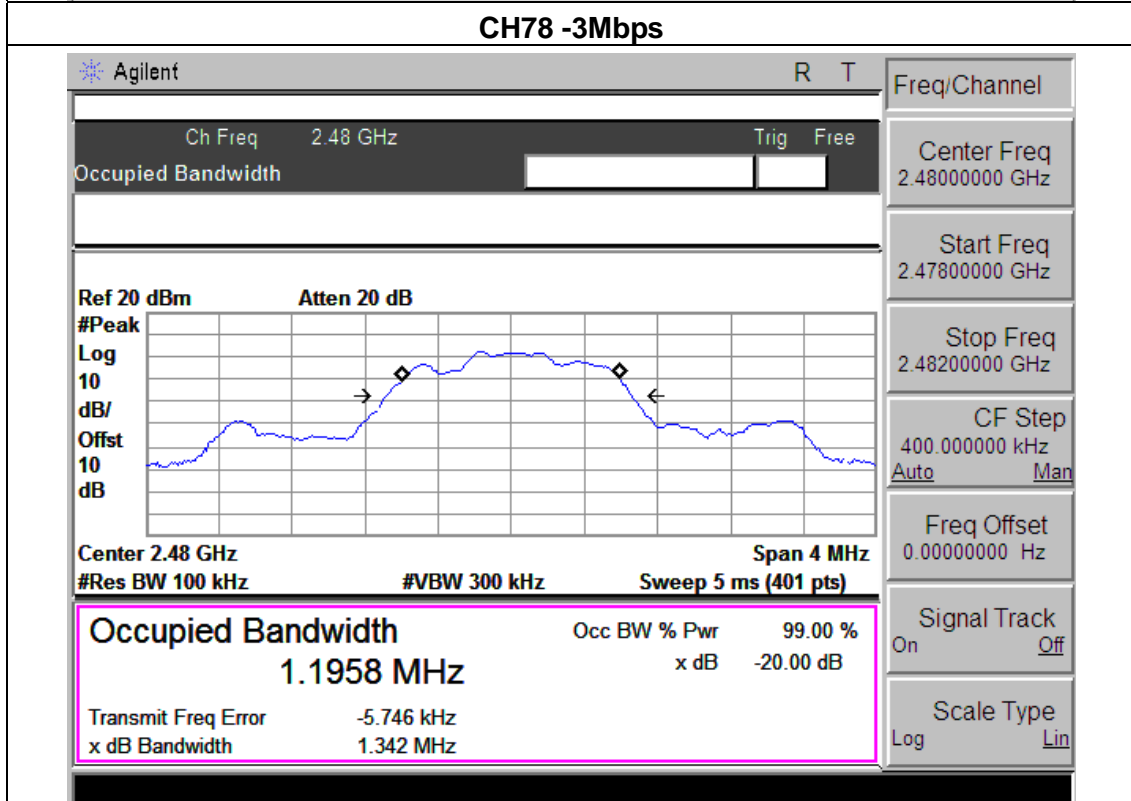 CH78 -3Mbps
Agilent R T
Ch Freq 2.48 GHz Trig Free
Occupied Bandwidth
Ref 20 dBm Atten 20 dB
#Peak
Log
10
dB/
Offst
10
dB
Center 2.48 GHz Span 4 MHz
#Res BW 100 kHz #VBW 300 kHz Sweep 5 ms (401 pts)
Occupied Bandwidth
1.1958 MHz
Occ BW % Pwr 99.00 %
x dB -20.00 dB
Transmit Freq Error -5.746 kHz
x dB Bandwidth 1.342 MHz
Freq/Channel
Center Freq
2.48000000 GHz
Start Freq
2.47800000 GHz
Stop Freq
2.48200000 GHz
CF Step
400.000000 kHz
Auto Man
Freq Offset
0.00000000 Hz
Signal Track
On Off
Scale Type
Log Lin